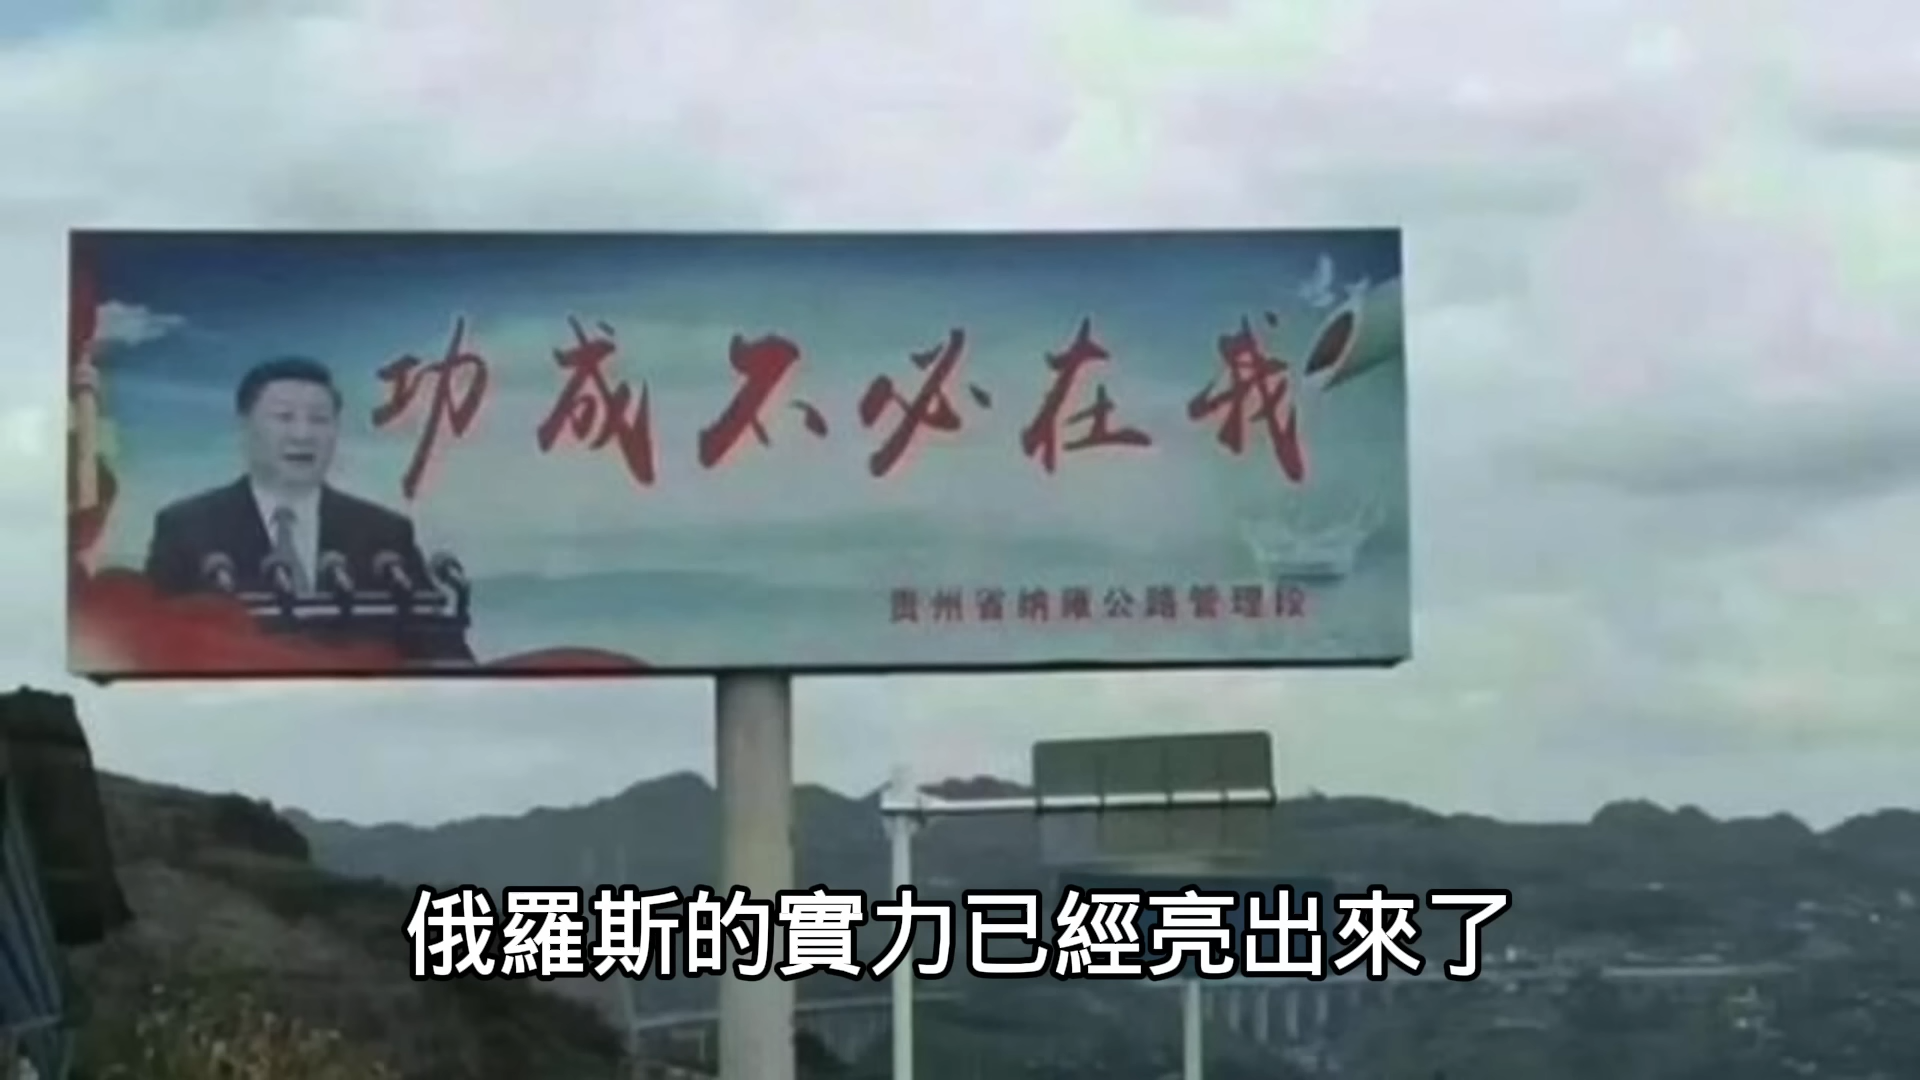 功成不必在我
贵州省纳雍公路管理段
俄羅斯的實力已經亮出來了